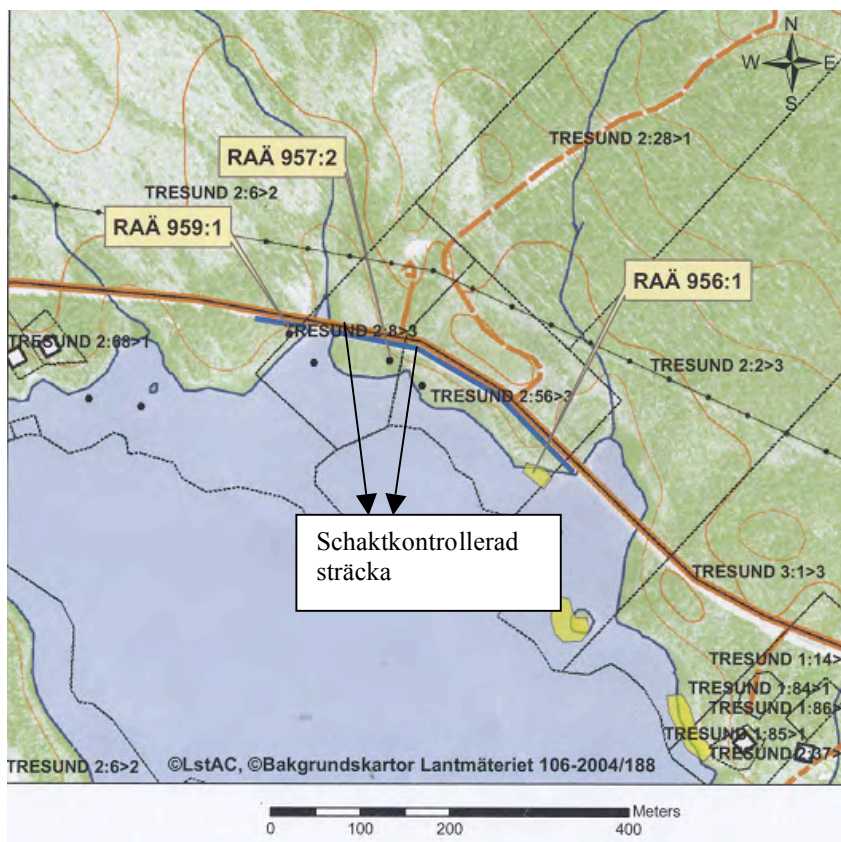 N
W E
S
TRESUND 2:28>1
RAÄ 957:2
TRESUND 2:6>2
RAÄ 959:1
RAÄ 956:1
TRESUND 2:8>3
TRESUND 2:68>1
TRESUND 2:2>3
TRESUND 2:56>3
Schaktkontrollerad
sträcka
TRESUND 3:1>3
TRESUND 1:14>
TRESUND 1:84>1
TRESUND 1:86>
TRESUND 1:85>1
TRESUND 2:37>
TRESUND 2:6>2
©LstAC, ©Bakgrundskartor Lantmäteriet 106-2004/188
Meters
0 100 200 400